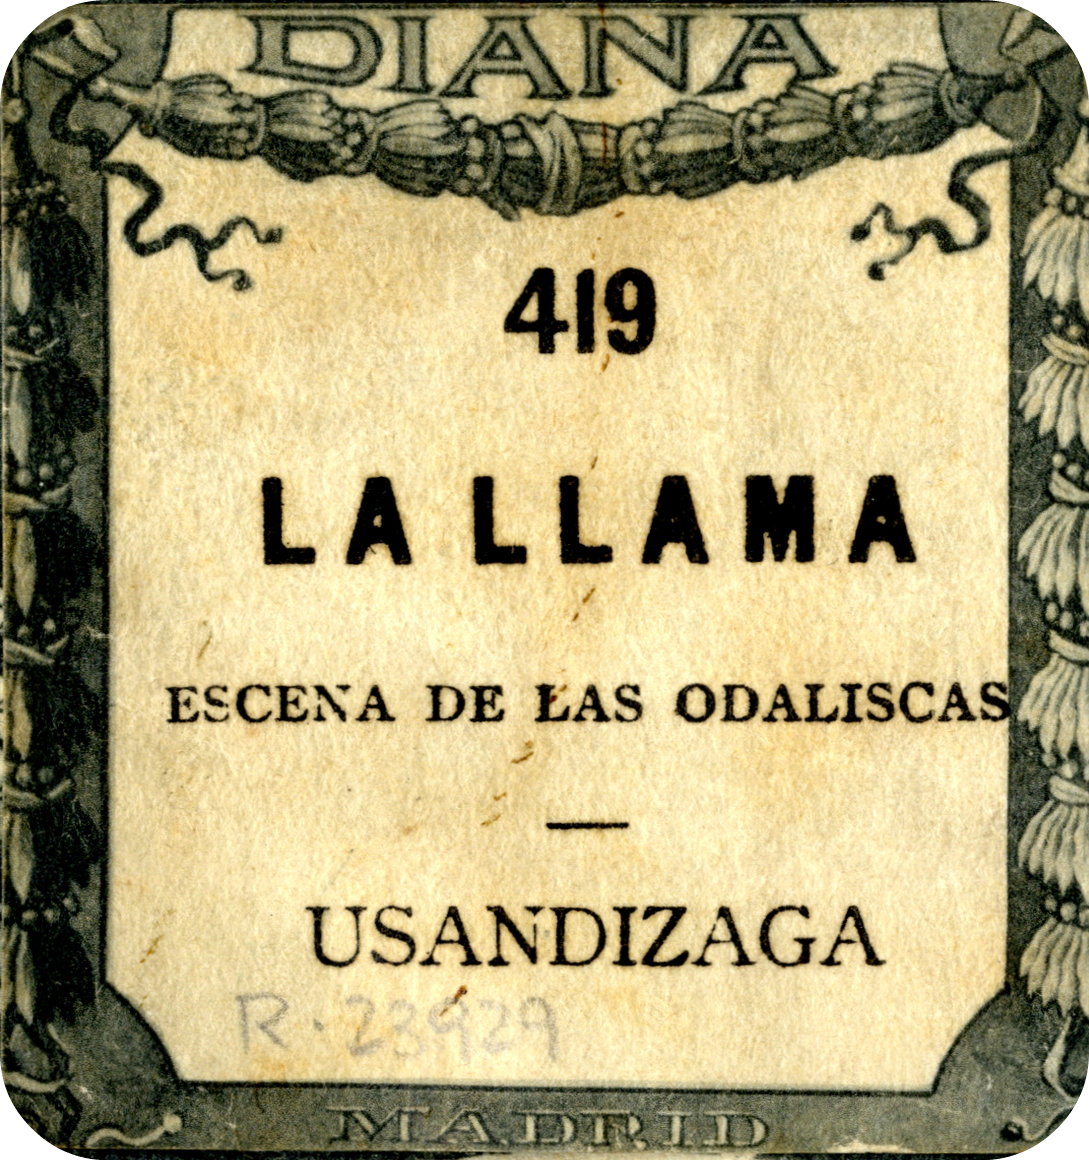 DIANA
419
LA LLAMA
ESCENA DE LAS ODALISCAS
USANDIZAGA
R. 23929
MADRID